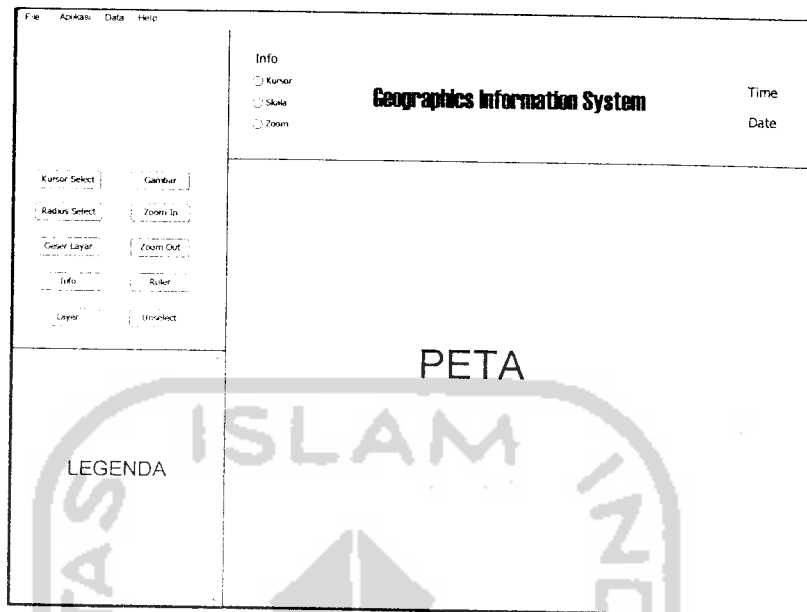 File Aplikasi Data Help
Info
Kursor
Skala
Zoom
Geographics Information System
Time
Date
Kursor Select Gambar
Radius Select Zoom In
Geser Layar Zoom Out
Info Ruler
Layer Unselect
PETA
LEGENDA
ISLAM